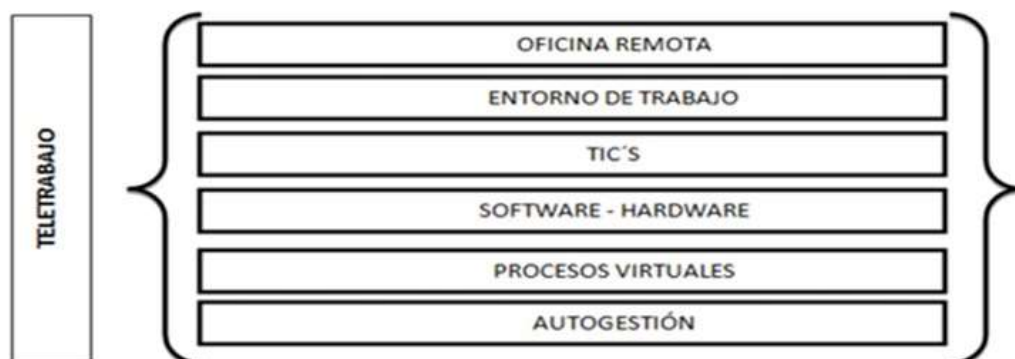 TELETRABAJO
OFICINA REMOTA
ENTORNO DE TRABAJO
TIC´S
SOFTWARE - HARDWARE
PROCESOS VIRTUALES
AUTOGESTIÓN